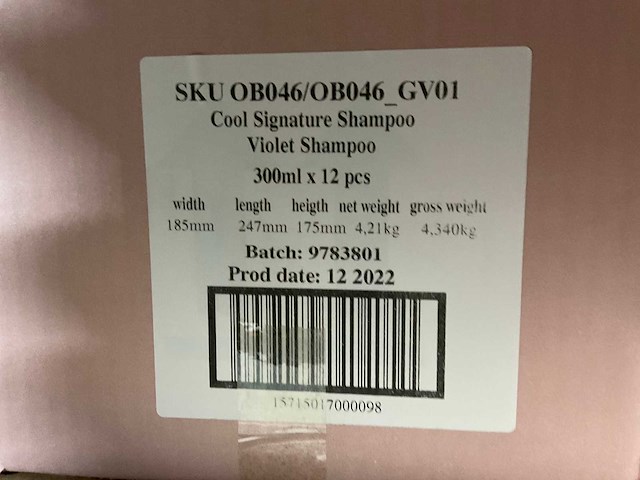 SKU OB046/OB046_GV01
Cool Signature Shampoo
Violet Shampoo
300ml x 12 pcs
width length heigth net weight gross weight
185mm 247mm 175mm 4,21kg 4,340kg
Batch: 9783801
Prod date: 12 2022
15715017000098